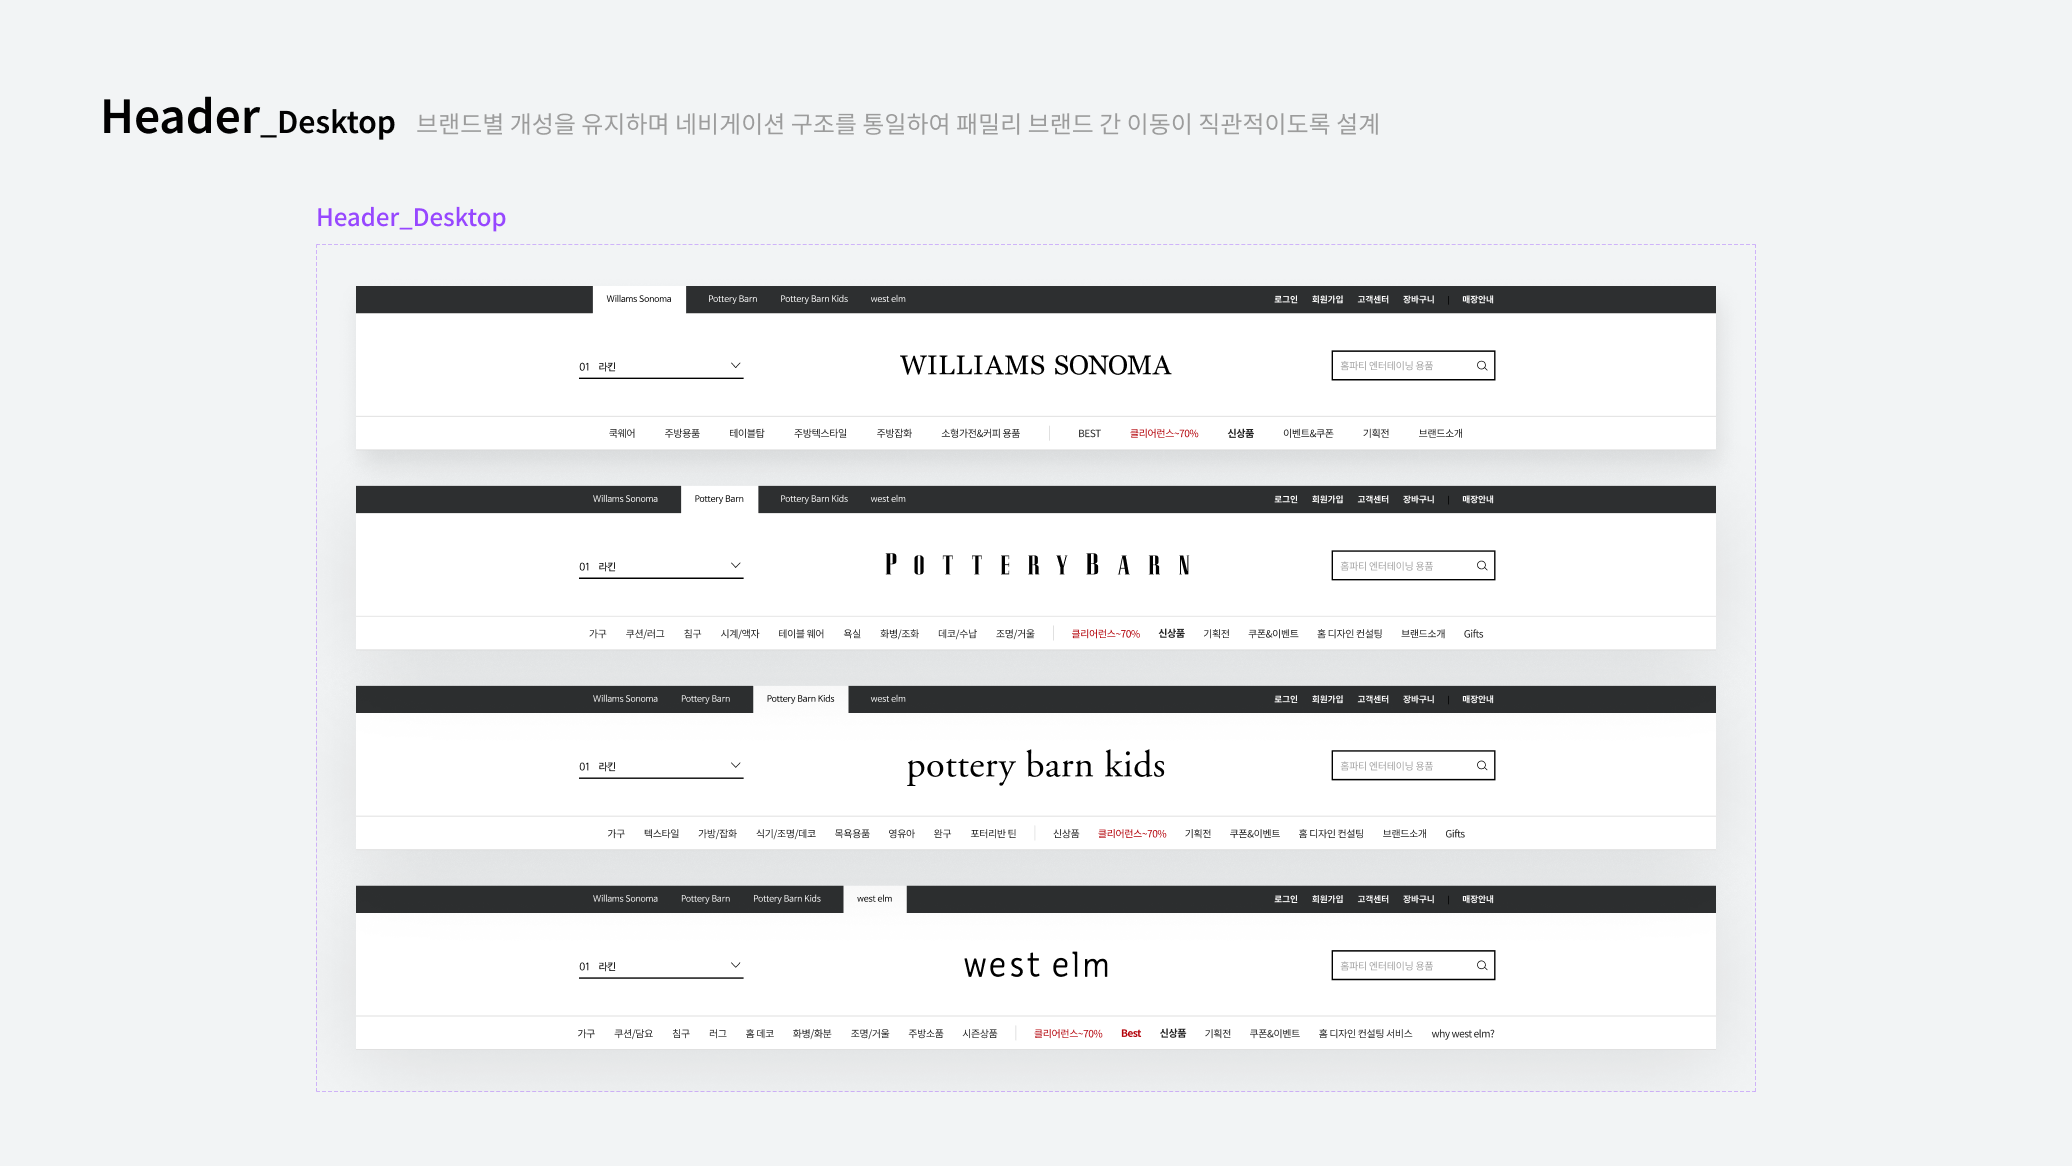 Header_Desktop 브랜드별 개성을 유지하며 네비게이션 구조를 통일하여 패밀리 브랜드 간 이동이 직관적이도록 설계
Header_Desktop
Willams Sonoma Pottery Barn Pottery Barn Kids west elm 로그인 회원가입 고객센터 장바구니 | 매장안내
01 라킨 WILLIAMS SONOMA 홈파티 엔터테이닝 용품
쿡웨어 주방용품 테이블탑 주방텍스타일 주방잡화 소형가전&커피 용품 BEST 클리어런스~70% 신상품 이벤트&쿠폰 기획전 브랜드소개
Willams Sonoma Pottery Barn Pottery Barn Kids west elm 로그인 회원가입 고객센터 장바구니 | 매장안내
01 라킨 POTTERY BARN 홈파티 엔터테이닝 용품
가구 쿠션/러그 침구 시계/액자 테이블 웨어 욕실 화병/조화 데코/수납 조명/거울 클리어런스~70% 신상품 기획전 쿠폰&이벤트 홈 디자인 컨설팅 브랜드소개 Gifts
Willams Sonoma Pottery Barn Pottery Barn Kids west elm 로그인 회원가입 고객센터 장바구니 | 매장안내
01 라킨 pottery barn kids 홈파티 엔터테이닝 용품
가구 텍스타일 가방/잡화 식기/조명/데코 목욕용품 영유아 완구 포터리반 틴 신상품 클리어런스~70% 기획전 쿠폰&이벤트 홈 디자인 컨설팅 브랜드소개 Gifts
Willams Sonoma Pottery Barn Pottery Barn Kids west elm 로그인 회원가입 고객센터 장바구니 | 매장안내
01 라킨 west elm 홈파티 엔터테이닝 용품
가구 쿠션/담요 침구 러그 홈 데코 화병/화분 조명/거울 주방소품 시즌상품 클리어런스~70% Best 신상품 기획전 쿠폰&이벤트 홈 디자인 컨설팅 서비스 why west elm?